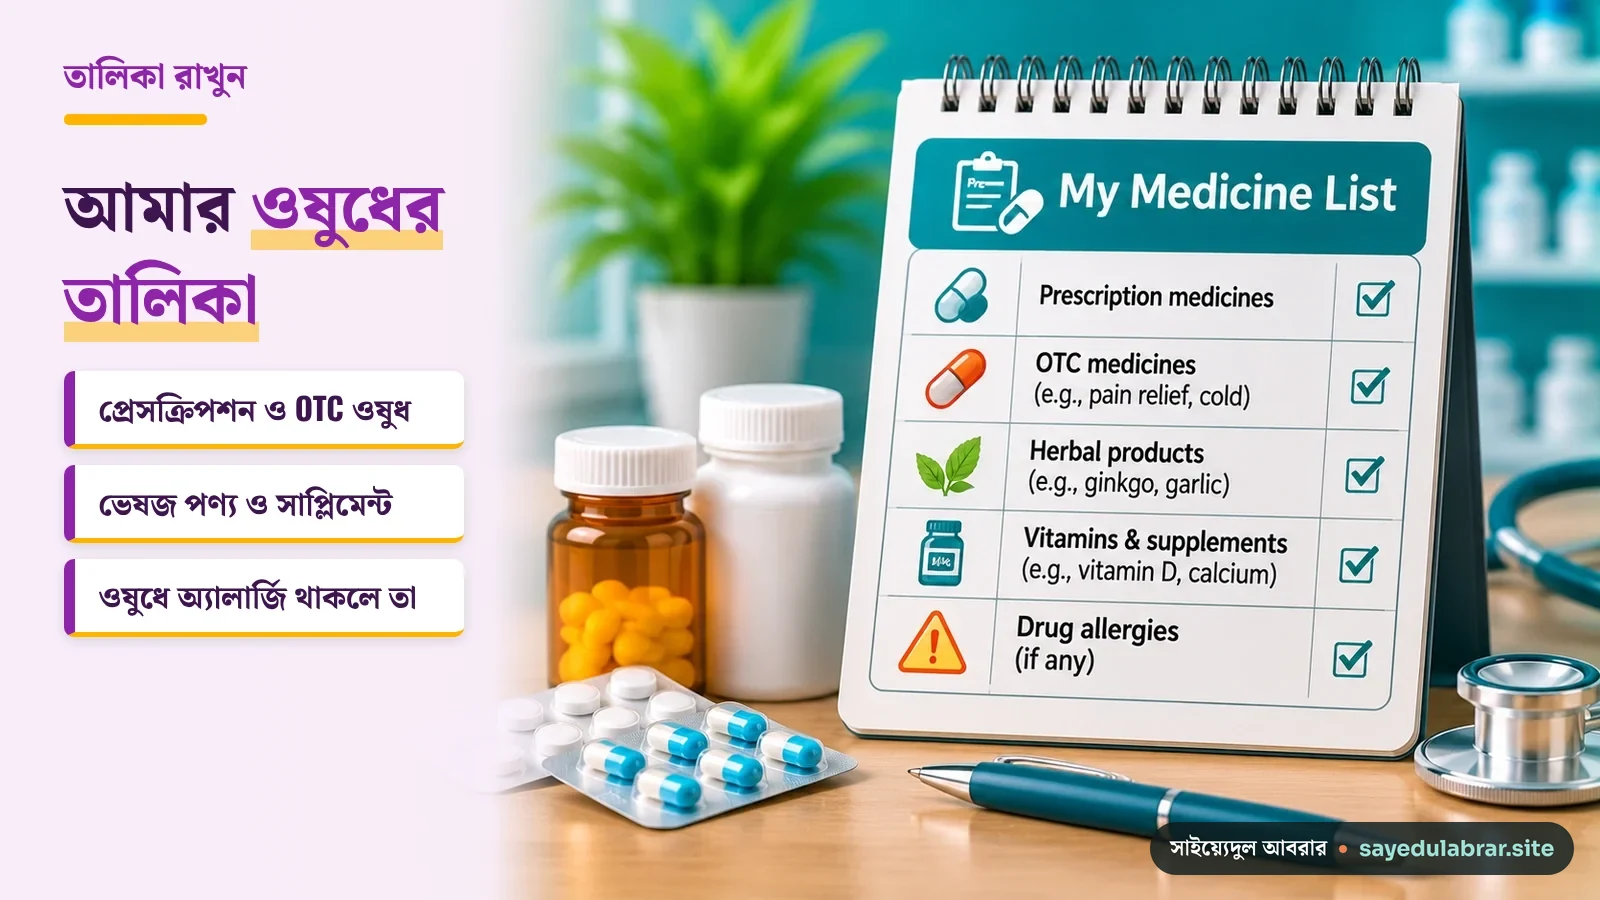 তালিকা রাখুন
আমার ওষুধের
তালিকা
প্রেসক্রিপশন ও OTC ওষুধ
ভেষজ পণ্য ও সাপ্লিমেন্ট
ওষুধে অ্যালার্জি থাকলে তা
My Medicine List
Prescription medicines
OTC medicines
(e.g., pain relief, cold)
Herbal products
(e.g., ginkgo, garlic)
Vitamins & supplements
(e.g., vitamin D, calcium)
Drug allergies
(if any)
সাইয়্যেদুল আবরার • sayedulabrar.site